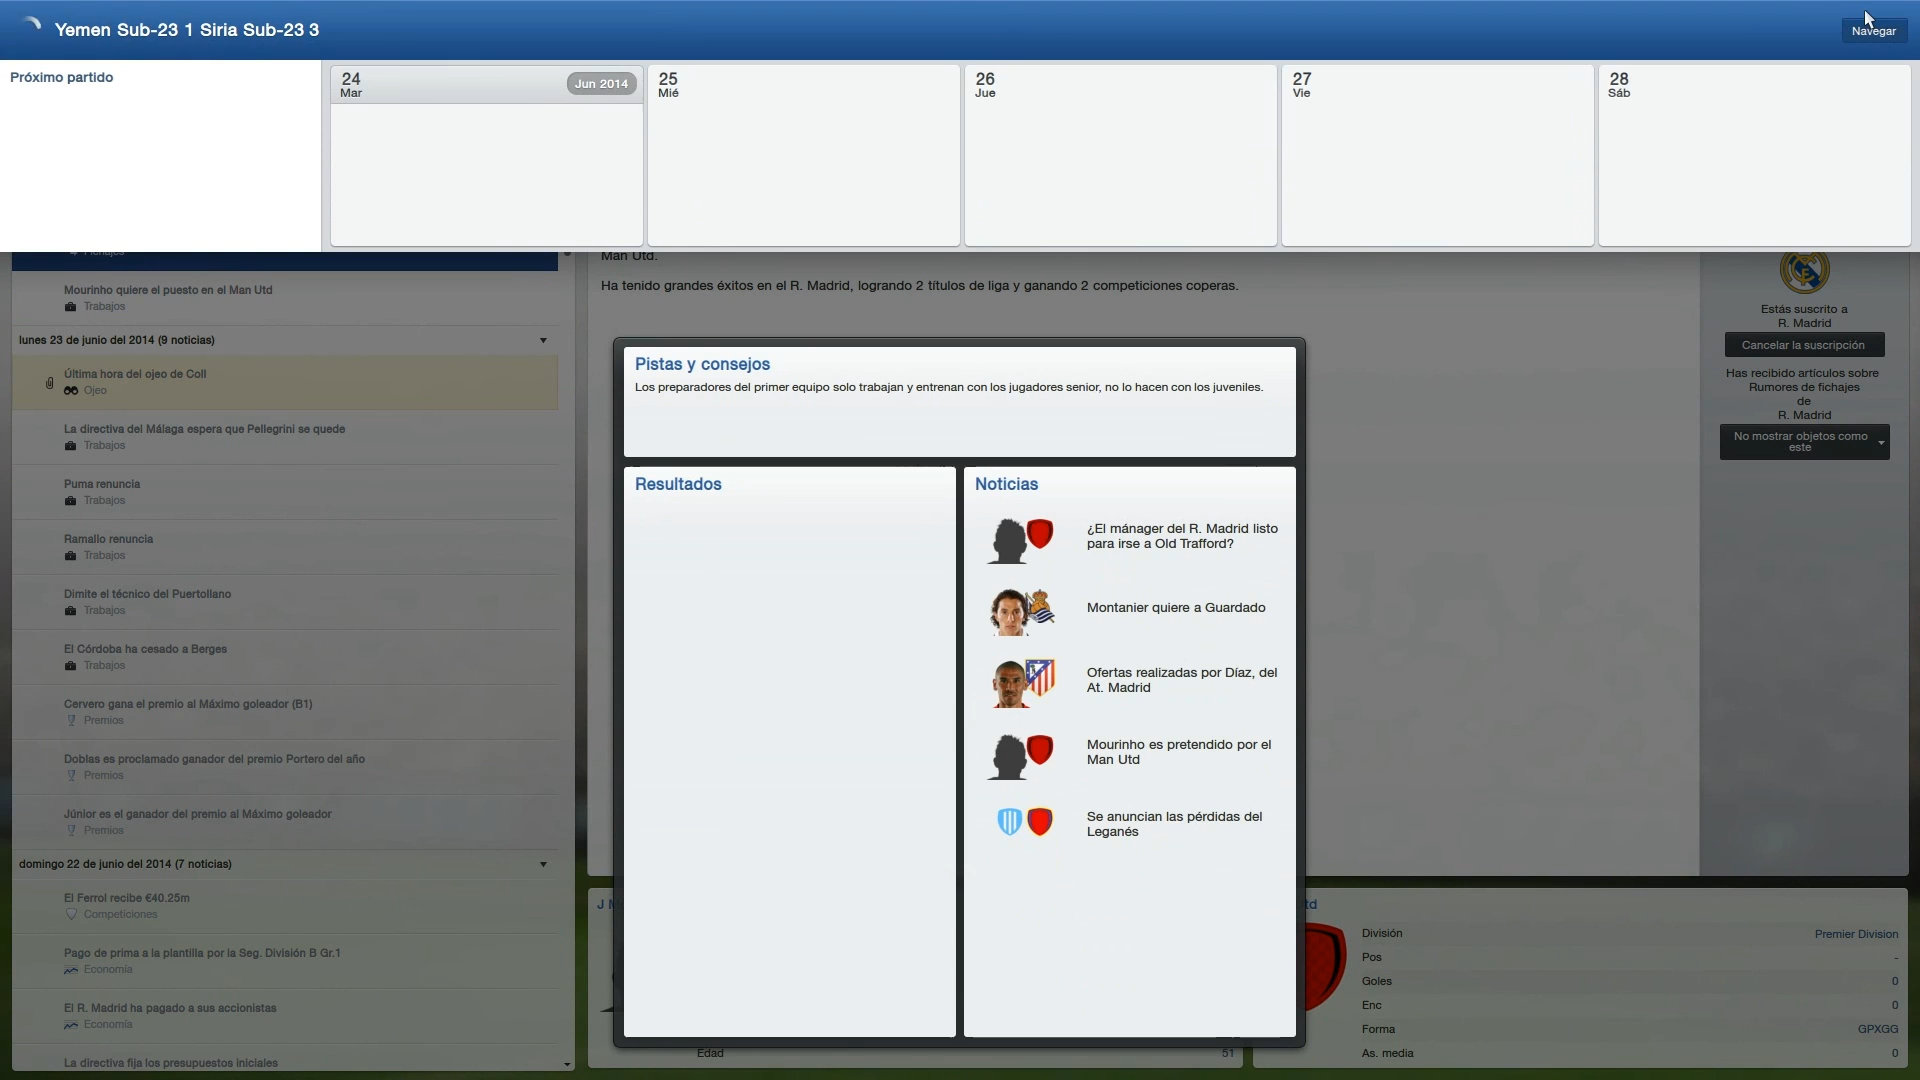 Yemen Sub-23 1 Siria Sub-23 3
Navegar
Próximo partido
24
Mar
Jun 2014
25
Mié
26
Jue
27
Vie
28
Sáb
Fichajes
Mourinho quiere el puesto en el Man Utd
Trabajos
lunes 23 de junio del 2014 (9 noticias)
Última hora del ojeo de Coll
Ojeo
La directiva del Málaga espera que Pellegrini se quede
Trabajos
Puma renuncia
Trabajos
Ramallo renuncia
Trabajos
Dimite el técnico del Puertollano
Trabajos
El Córdoba ha cesado a Berges
Trabajos
Cervero gana el premio al Máximo goleador (B1)
Premios
Doblas es proclamado ganador del premio Portero del año
Premios
Júnior es el ganador del premio al Máximo goleador
Premios
domingo 22 de junio del 2014 (7 noticias)
El Ferrol recibe €40.25m
Competiciones
Pago de prima a la plantilla por la Seg. División B Gr.1
Economía
El R. Madrid ha pagado a sus accionistas
Economía
La directiva fija los presupuestos iniciales
Man Utd.
Ha tenido grandes éxitos en el R. Madrid, logrando 2 títulos de liga y ganando 2 competiciones coperas.
Pistas y consejos
Los preparadores del primer equipo solo trabajan y entrenan con los jugadores senior, no lo hacen con los juveniles.
Resultados
Noticias
¿El mánager del R. Madrid listo
para irse a Old Trafford?
Montanier quiere a Guardado
Ofertas realizadas por Díaz, del
At. Madrid
Mourinho es pretendido por el
Man Utd
Se anuncian las pérdidas del
Leganés
Estás suscrito a
R. Madrid
Cancelar la suscripción
Has recibido artículos sobre
Rumores de fichajes
de
R. Madrid
No mostrar objetos como
este
J
Edad 51
td
División Premier Division
Pos -
Goles 0
Enc 0
Forma GPXGG
As. media 0